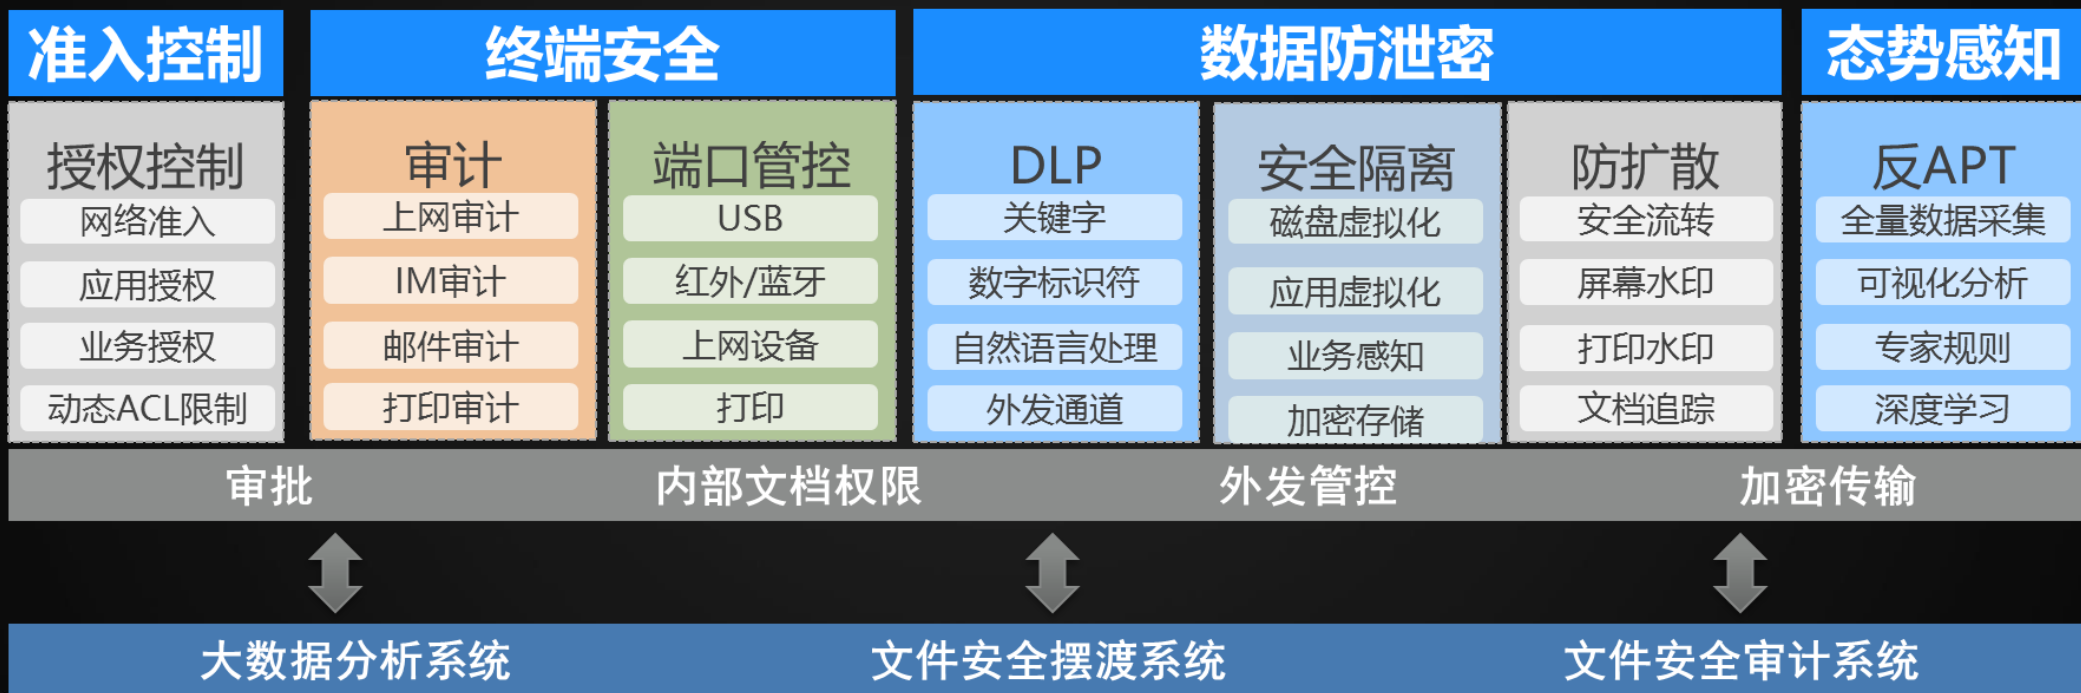 准入控制
终端安全
数据防泄密
态势感知
授权控制
网络准入
应用授权
业务授权
动态ACL限制
审计
上网审计
IM审计
邮件审计
打印审计
端口管控
USB
红外/蓝牙
上网设备
打印
DLP
关键字
数字标识符
自然语言处理
外发通道
安全隔离
磁盘虚拟化
应用虚拟化
业务感知
加密存储
防扩散
安全流转
屏幕水印
打印水印
文档追踪
反APT
全量数据采集
可视化分析
专家规则
深度学习
审批
内部文档权限
外发管控
加密传输
大数据分析系统
文件安全摆渡系统
文件安全审计系统